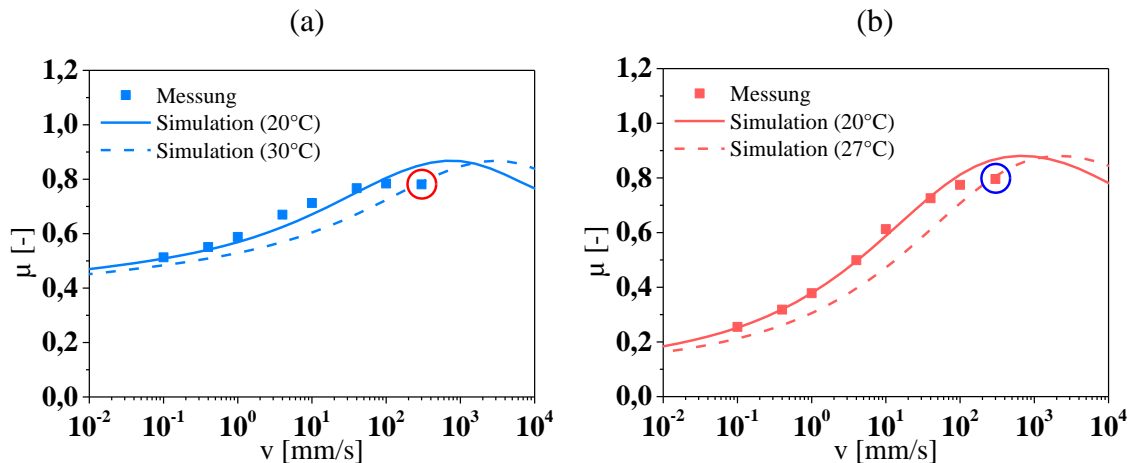 (a)
1,2
1,0
0,8
0,6
0,4
0,2
0,0
μ [-]
Messung
Simulation (20°C)
Simulation (30°C)
10⁻² 10⁻¹ 10⁰ 10¹ 10² 10³ 10⁴
v [mm/s]
(b)
1,2
1,0
0,8
0,6
0,4
0,2
0,0
μ [-]
Messung
Simulation (20°C)
Simulation (27°C)
10⁻² 10⁻¹ 10⁰ 10¹ 10² 10³ 10⁴
v [mm/s]